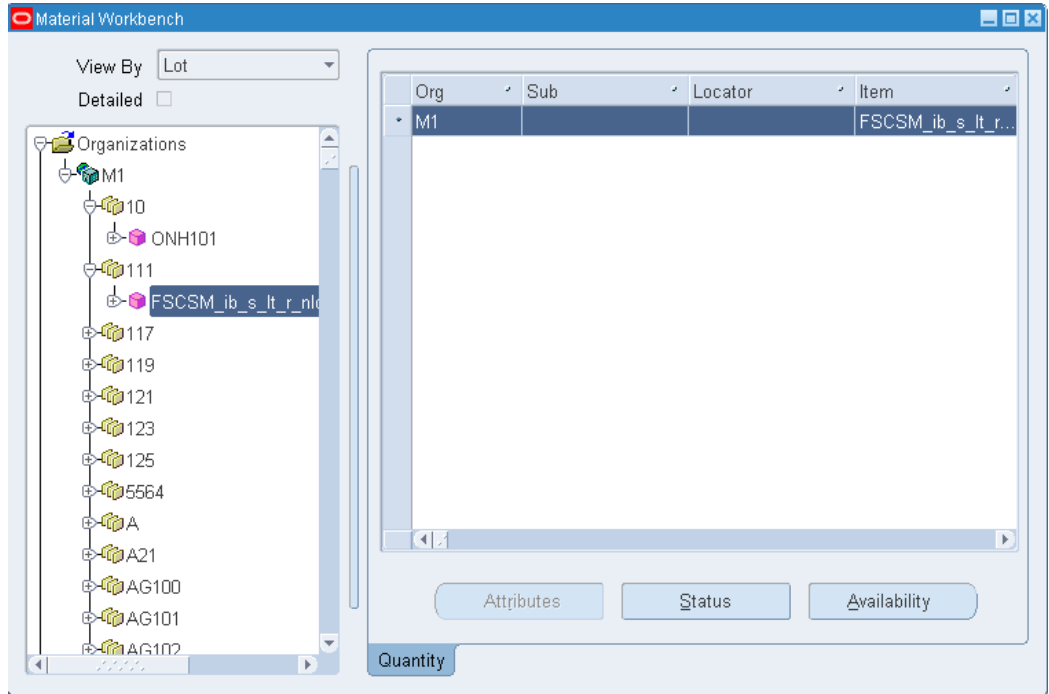 Material Workbench
View By Lot
Detailed
Organizations
M1
10
ONH101
111
FSCSM_ib_s_lt_r_nl
117
119
121
123
125
5564
A
A21
AG100
AG101
AG102
Org Sub Locator Item
M1 FSCSM_ib_s_lt_r...
Attributes Status Availability
Quantity